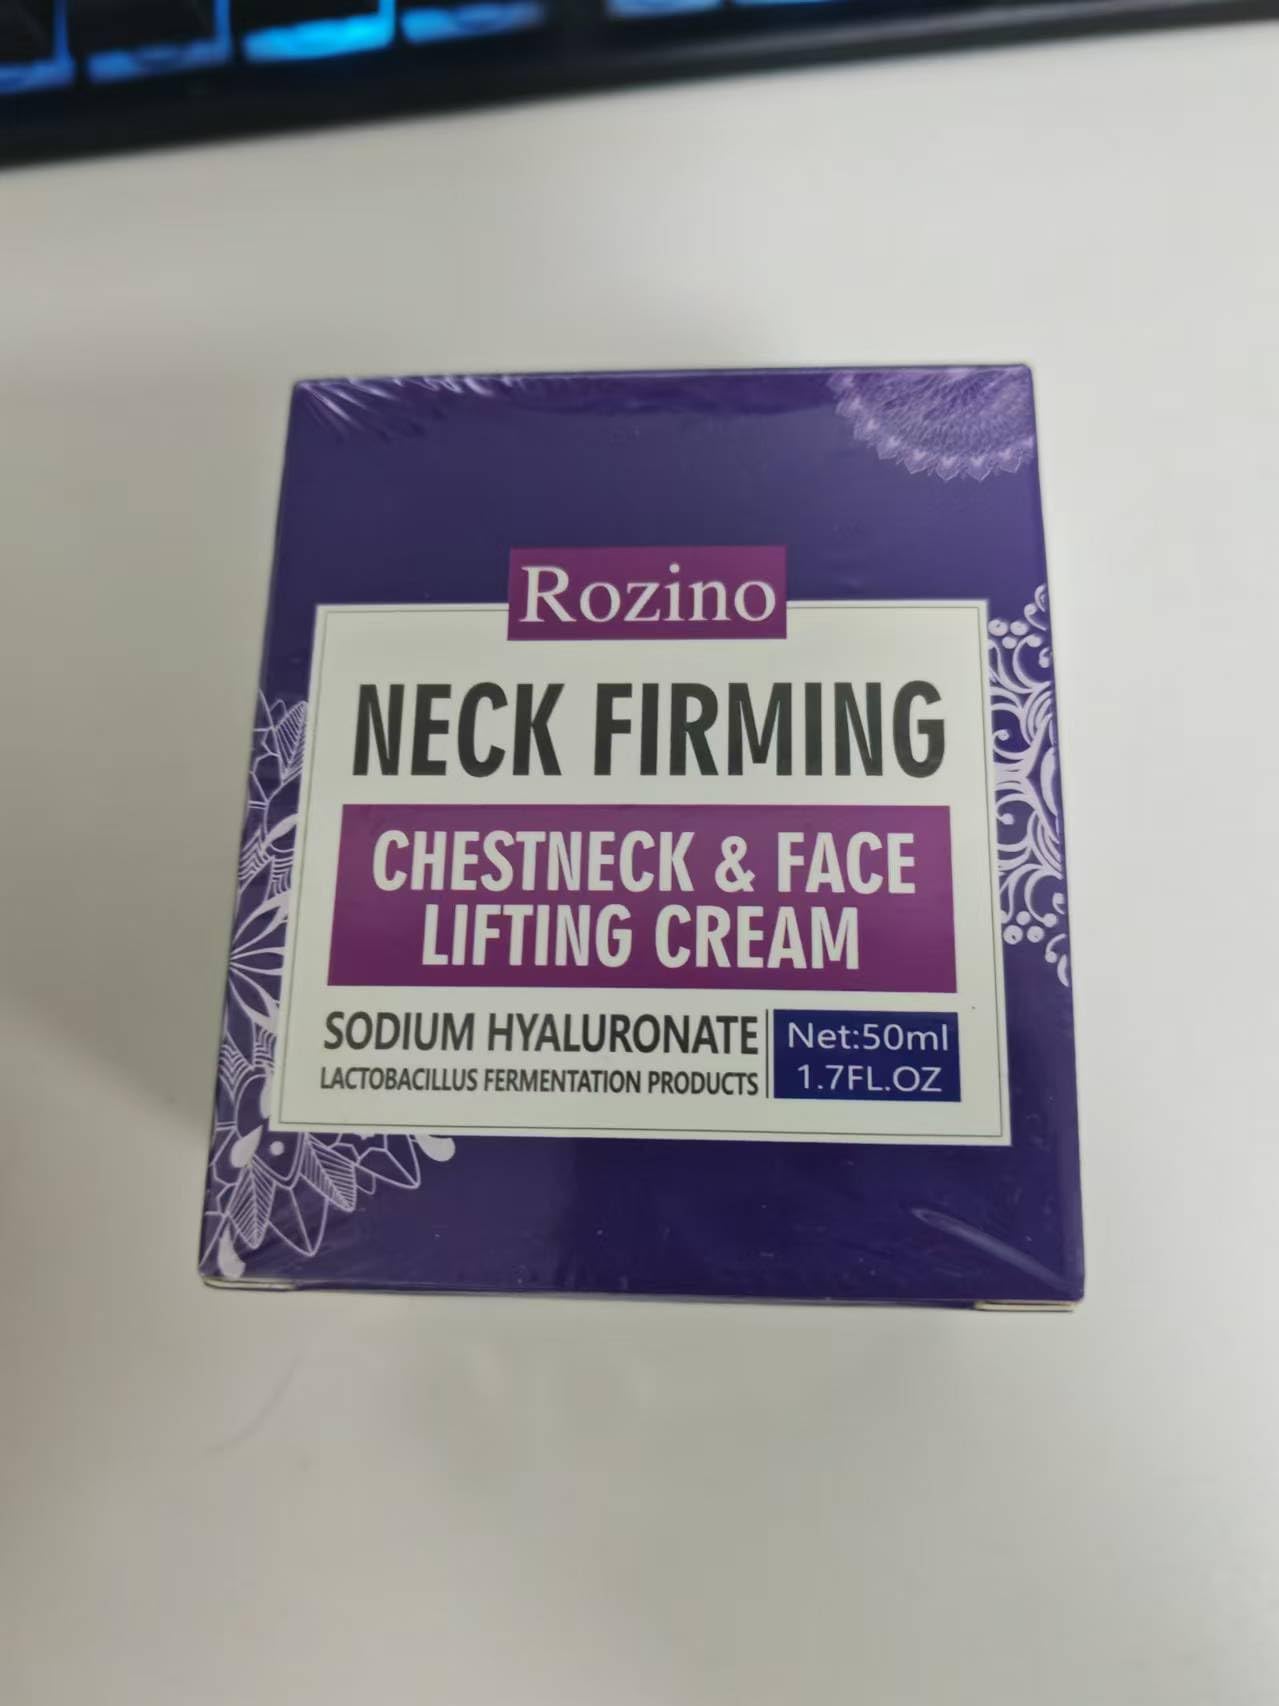 Rozino
NECK FIRMING
CHESTNECK & FACE
LIFTING CREAM
SODIUM HYALURONATE
LACTOBACILLUS FERMENTATION PRODUCTS
Net:50ml
1.7FL.OZ